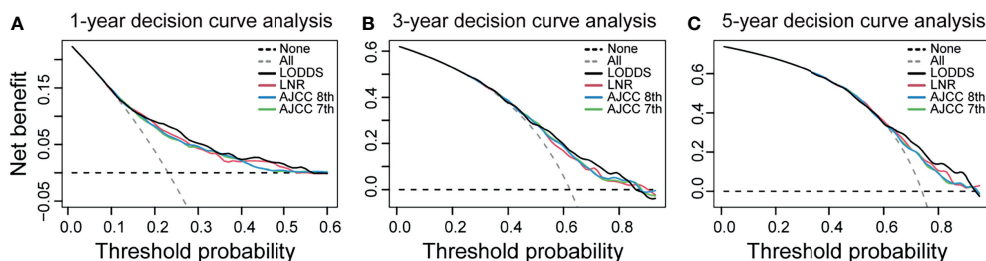 A 1-year decision curve analysis
Net benefit
0.15
0.05
−0.05
0.0 0.1 0.2 0.3 0.4 0.5 0.6
Threshold probability
None
All
LODDS
LNR
AJCC 8th
AJCC 7th
B 3-year decision curve analysis
0.6
0.4
0.2
0.0
0.0 0.2 0.4 0.6 0.8
Threshold probability
None
All
LODDS
LNR
AJCC 8th
AJCC 7th
C 5-year decision curve analysis
0.6
0.4
0.2
0.0
0.0 0.2 0.4 0.6 0.8
Threshold probability
None
All
LODDS
LNR
AJCC 8th
AJCC 7th